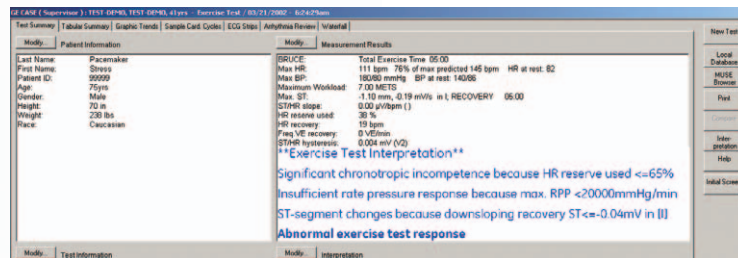 GE CASE ( Supervisor ) : TEST-DEMO, TEST-DEMO, 41yrs - Exercise Test / 03/21/2002 - 6:24:29am
Test Summary Tabular Summary Graphic Trends Sample Card. Cycles ECG Strips Arrhythmia Review Waterfall
New Test
Modify... Patient Information
Modify... Measurement Results
Last Name: Pacemaker
First Name: Stress
Patient ID: 99999
Age: 75yrs
Gender: Male
Height: 70 in
Weight: 238 lbs
Race: Caucasian
BRUCE: Total Exercise Time 05:00
Max HR: 111 bpm 76% of max predicted 145 bpm HR at rest: 82
Max BP: 180/80 mmHg BP at rest: 140/86
Maximum Workload: 7.00 METS
Max. ST: -1.10 mm, -0.19 mV/s in I; RECOVERY 05:00
ST/HR slope: 0.00 µV/bpm ( )
HR reserve used: 38 %
HR recovery: 19 bpm
Freq VE recovery: 0 VE/min
ST/HR hysteresis: 0.004 mV (V2)
**Exercise Test Interpretation**
Significant chronotropic incompetence because HR reserve used <=65%
Insufficient rate pressure response because max. RPP <20000mmHg/min
ST-segment changes because downsloping recovery ST<=-0.04mV in [I]
Abnormal exercise test response
Local Database
MUSE Browser
Print
Compare
Inter-pretation
Help
Initial Screen
Modify... Test Information
Modify... Interpretation